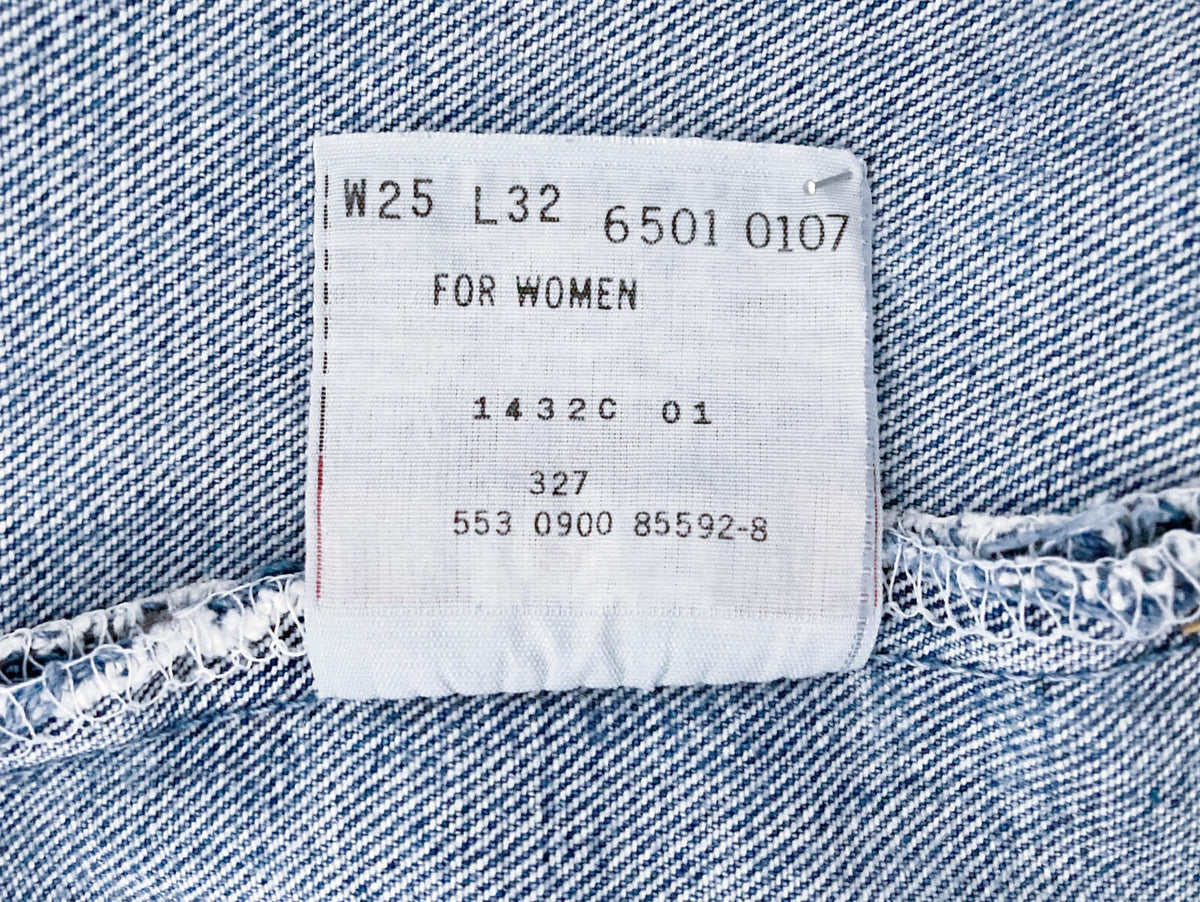 W25 L32 6501 0107
FOR WOMEN
1432C 01
327
553 0900 85592-8